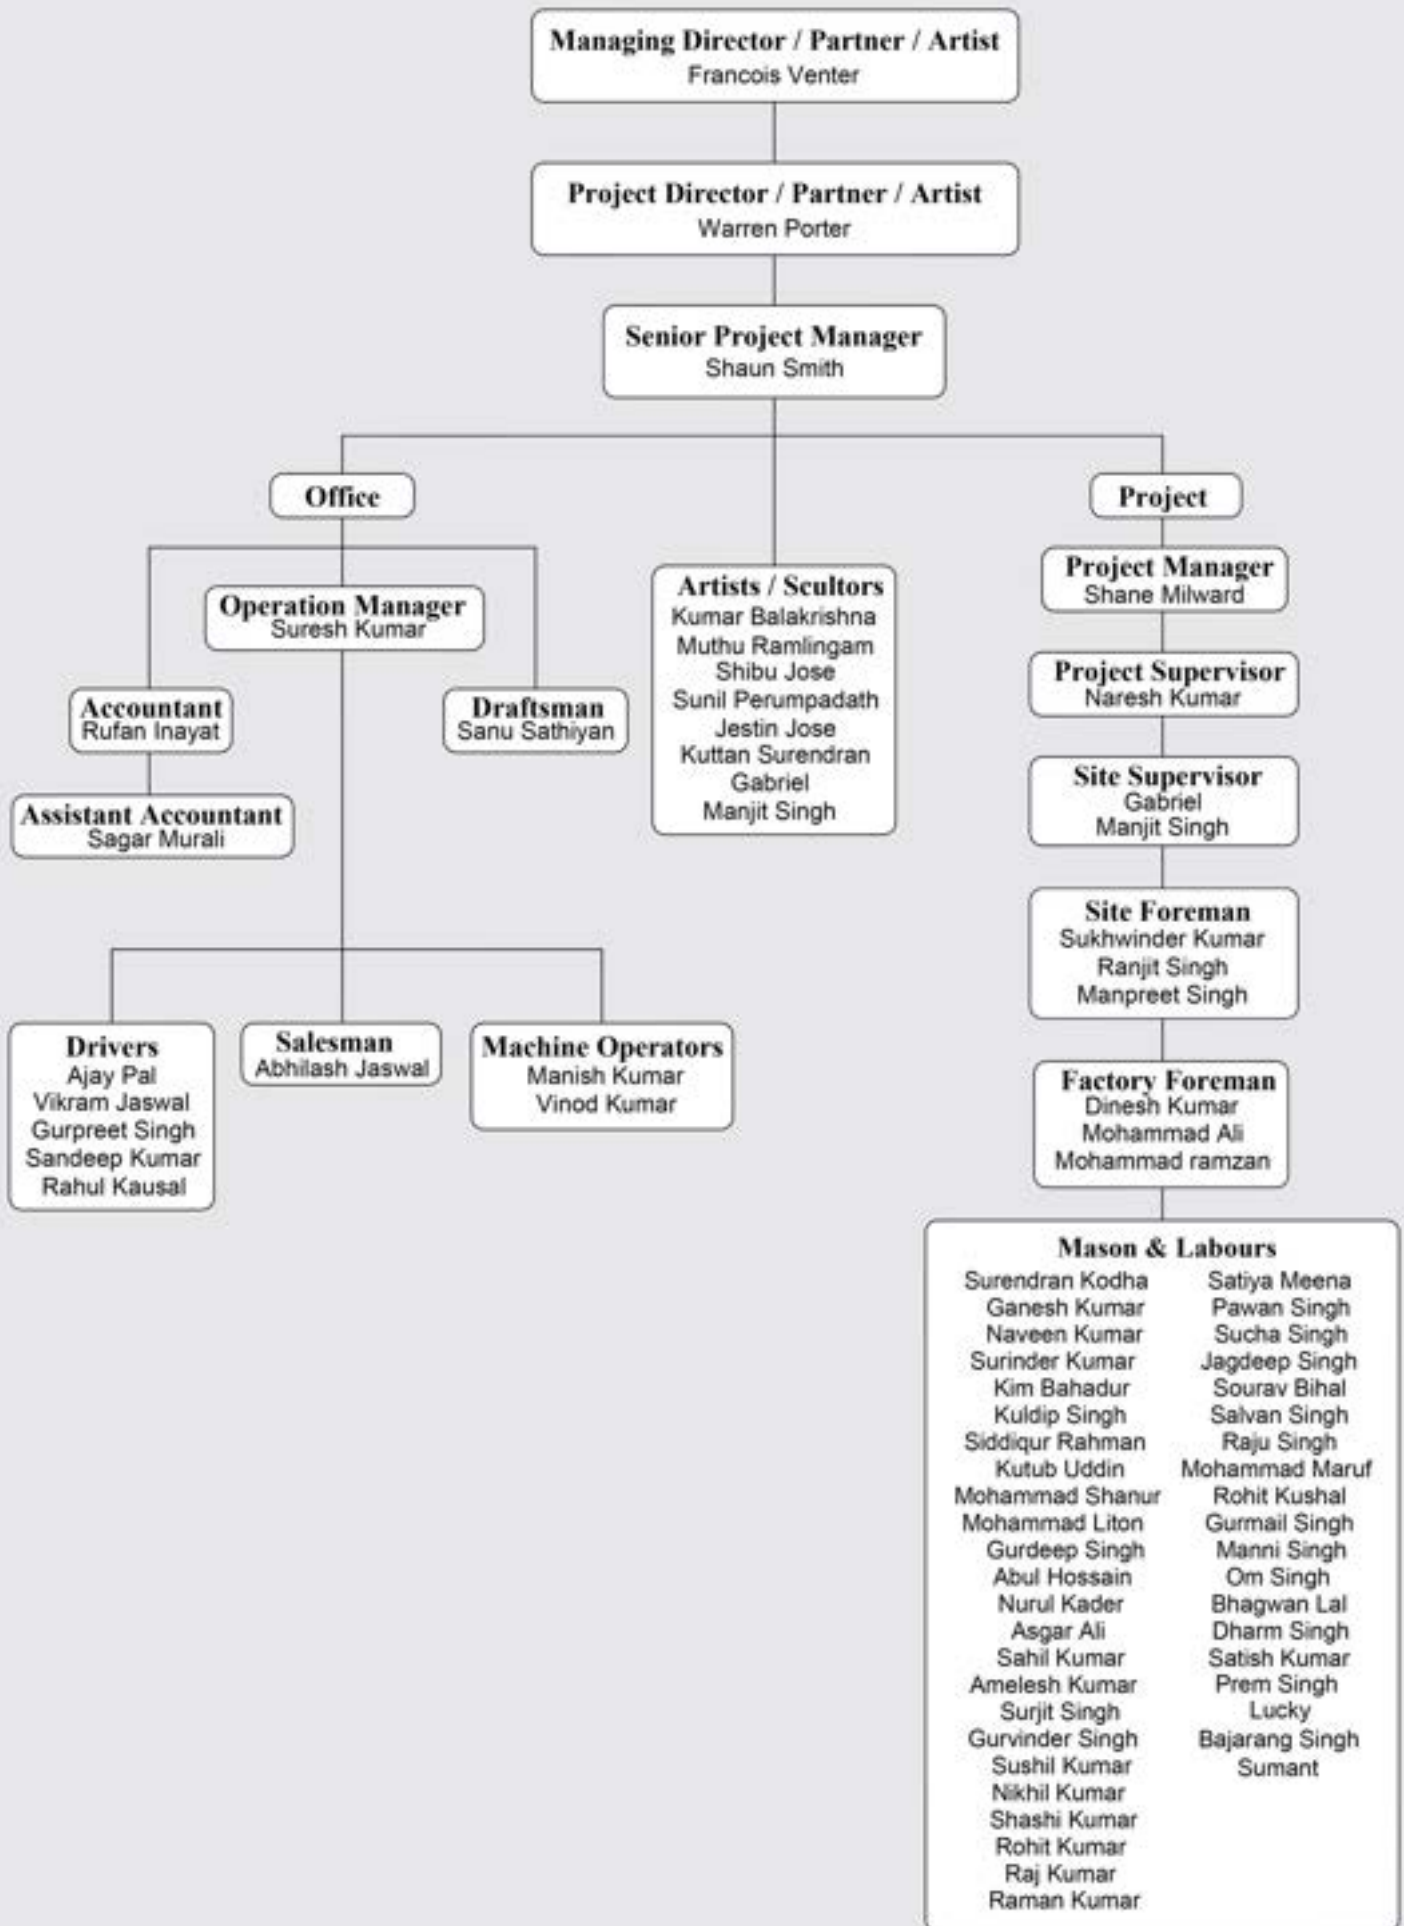 Managing Director / Partner / Artist
Francois Venter
Project Director / Partner / Artist
Warren Porter
Senior Project Manager
Shaun Smith
Office
Operation Manager
Suresh Kumar
Accountant
Rufan Inayat
Assistant Accountant
Sagar Murali
Draftsman
Sanu Sathiyan
Drivers
Ajay Pal
Vikram Jaswal
Gurpreet Singh
Sandeep Kumar
Rahul Kausal
Salesman
Abhilash Jaswal
Machine Operators
Manish Kumar
Vinod Kumar
Artists / Scultors
Kumar Balakrishna
Muthu Ramlingam
Shibu Jose
Sunil Perumpadath
Jestin Jose
Kuttan Surendran
Gabriel
Manjit Singh
Project
Project Manager
Shane Milward
Project Supervisor
Naresh Kumar
Site Supervisor
Gabriel
Manjit Singh
Site Foreman
Sukhwinder Kumar
Ranjit Singh
Manpreet Singh
Factory Foreman
Dinesh Kumar
Mohammad Ali
Mohammad ramzan
Mason & Labours
Surendran Kodha
Ganesh Kumar
Naveen Kumar
Surinder Kumar
Kim Bahadur
Kuldip Singh
Siddiqur Rahman
Kutub Uddin
Mohammad Shanur
Mohammad Liton
Gurdeep Singh
Abul Hossain
Nurul Kader
Asgar Ali
Sahil Kumar
Amelesh Kumar
Surjit Singh
Gurvinder Singh
Sushil Kumar
Nikhil Kumar
Shashi Kumar
Rohit Kumar
Raj Kumar
Raman Kumar
Satiya Meena
Pawan Singh
Sucha Singh
Jagdeep Singh
Sourav Bihal
Salvan Singh
Raju Singh
Mohammad Maruf
Rohit Kushal
Gurmail Singh
Manni Singh
Om Singh
Bhagwan Lal
Dharm Singh
Satish Kumar
Prem Singh
Lucky
Bajarang Singh
Sumant